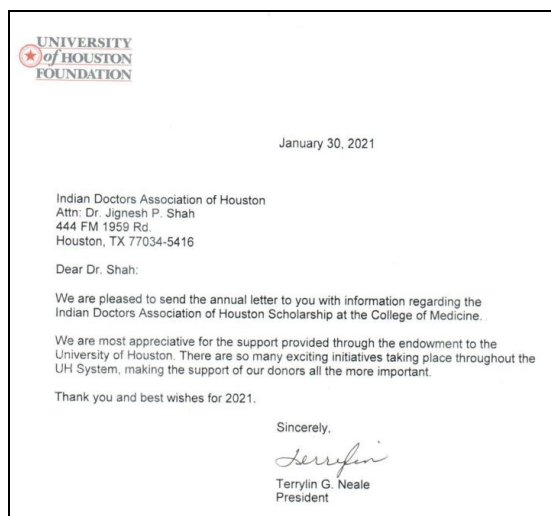 UNIVERSITY
of HOUSTON
FOUNDATION
January 30, 2021
Indian Doctors Association of Houston
Attn: Dr. Jignesh P. Shah
444 FM 1959 Rd.
Houston, TX 77034-5416
Dear Dr. Shah:
We are pleased to send the annual letter to you with information regarding the
Indian Doctors Association of Houston Scholarship at the College of Medicine.
We are most appreciative for the support provided through the endowment to the
University of Houston. There are so many exciting initiatives taking place throughout the
UH System, making the support of our donors all the more important.
Thank you and best wishes for 2021.
Sincerely,
Terrylin
Terrylin G. Neale
President